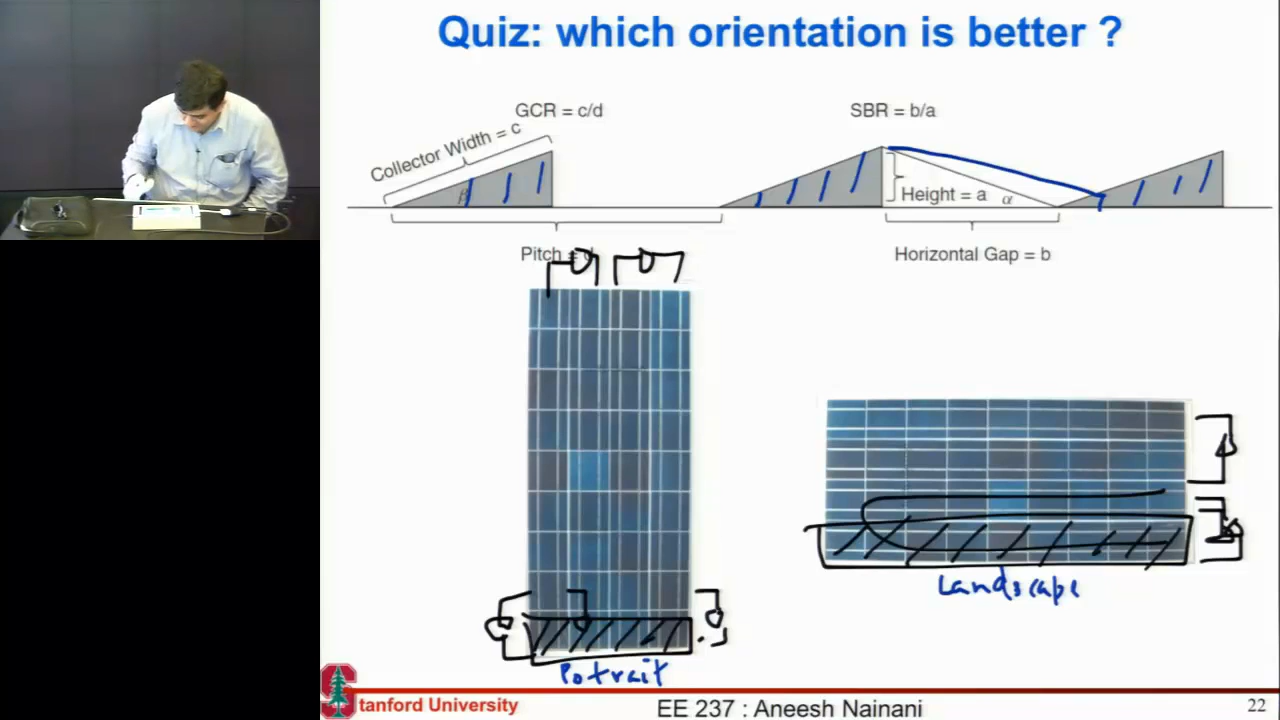 Quiz: which orientation is better ?
GCR = c/d
SBR = b/a
Collector Width = c
β
Height = a
α
Pitch = d
Horizontal Gap = b
Landscape
Potrait
Stanford University
EE 237 : Aneesh Nainani
22